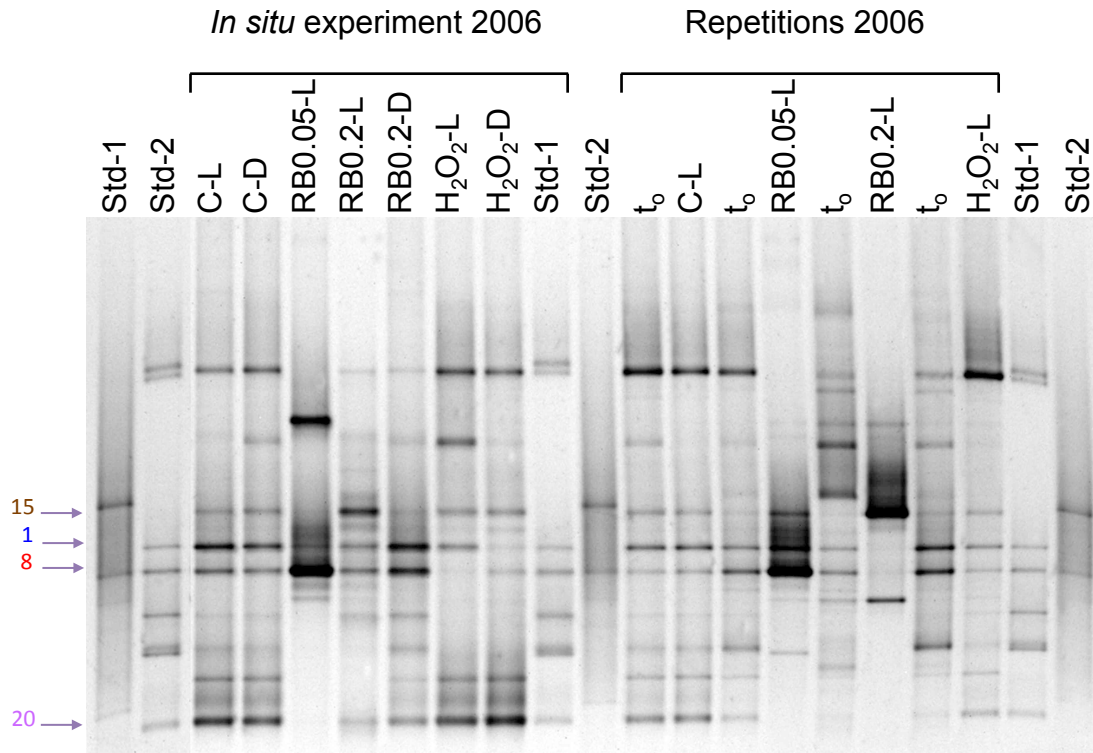 In situ experiment 2006
Repetitions 2006
Std-1
Std-2
C-L
C-D
RB0.05-L
RB0.2-L
RB0.2-D
H₂O₂-L
H₂O₂-D
Std-1
Std-2
tₒ
C-L
tₒ
RB0.05-L
tₒ
RB0.2-L
tₒ
H₂O₂-L
Std-1
Std-2
15
1
8
20